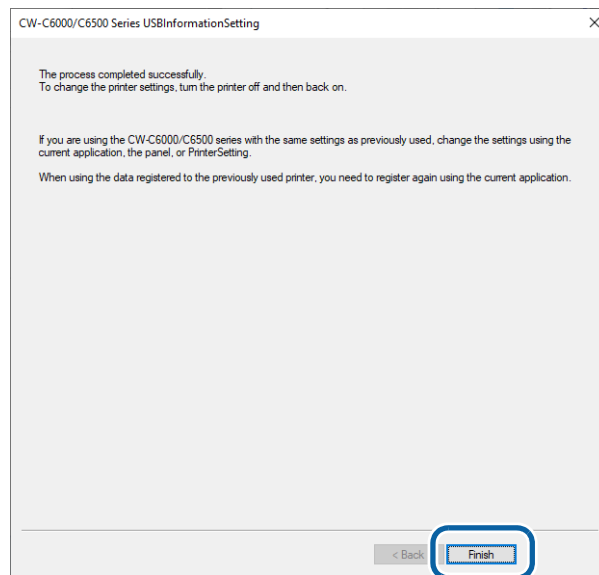 CW-C6000/C6500 Series USBInformationSetting
The process completed successfully.
To change the printer settings, turn the printer off and then back on.
If you are using the CW-C6000/C6500 series with the same settings as previously used, change the settings using the
current application, the panel, or PrinterSetting.
When using the data registered to the previously used printer, you need to register again using the current application.
< Back
Finish